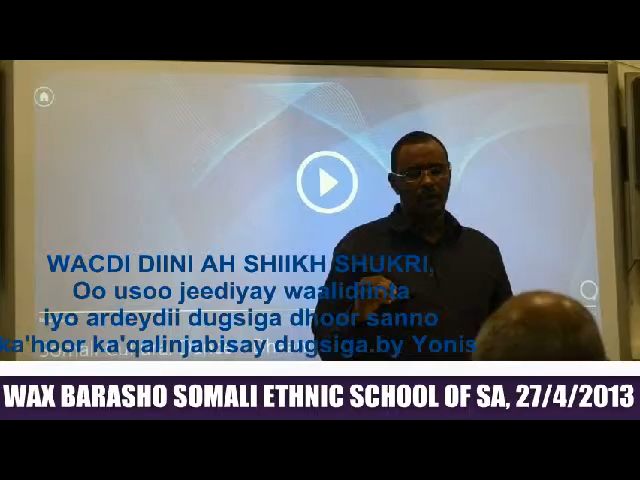 WACDI DIINI AH SHIIKH SHUKRI,
Oo usoo jeediyay waalidiinta
iyo ardeydii dugsiga dhoor sanno
ka'hoor ka'qalinjabisay dugsiga.by Yonis
WAX BARASHO SOMALI ETHNIC SCHOOL OF SA, 27/4/2013